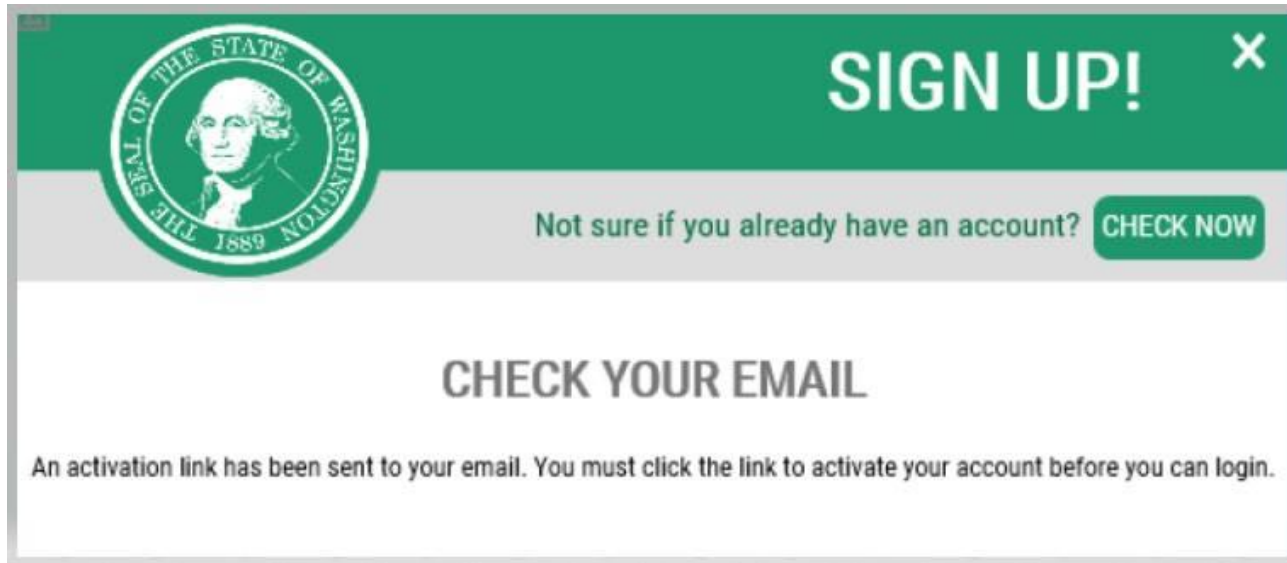 THE SEAL OF THE STATE OF WASHINGTON
1889
SIGN UP!
Not sure if you already have an account? CHECK NOW
CHECK YOUR EMAIL
An activation link has been sent to your email. You must click the link to activate your account before you can login.